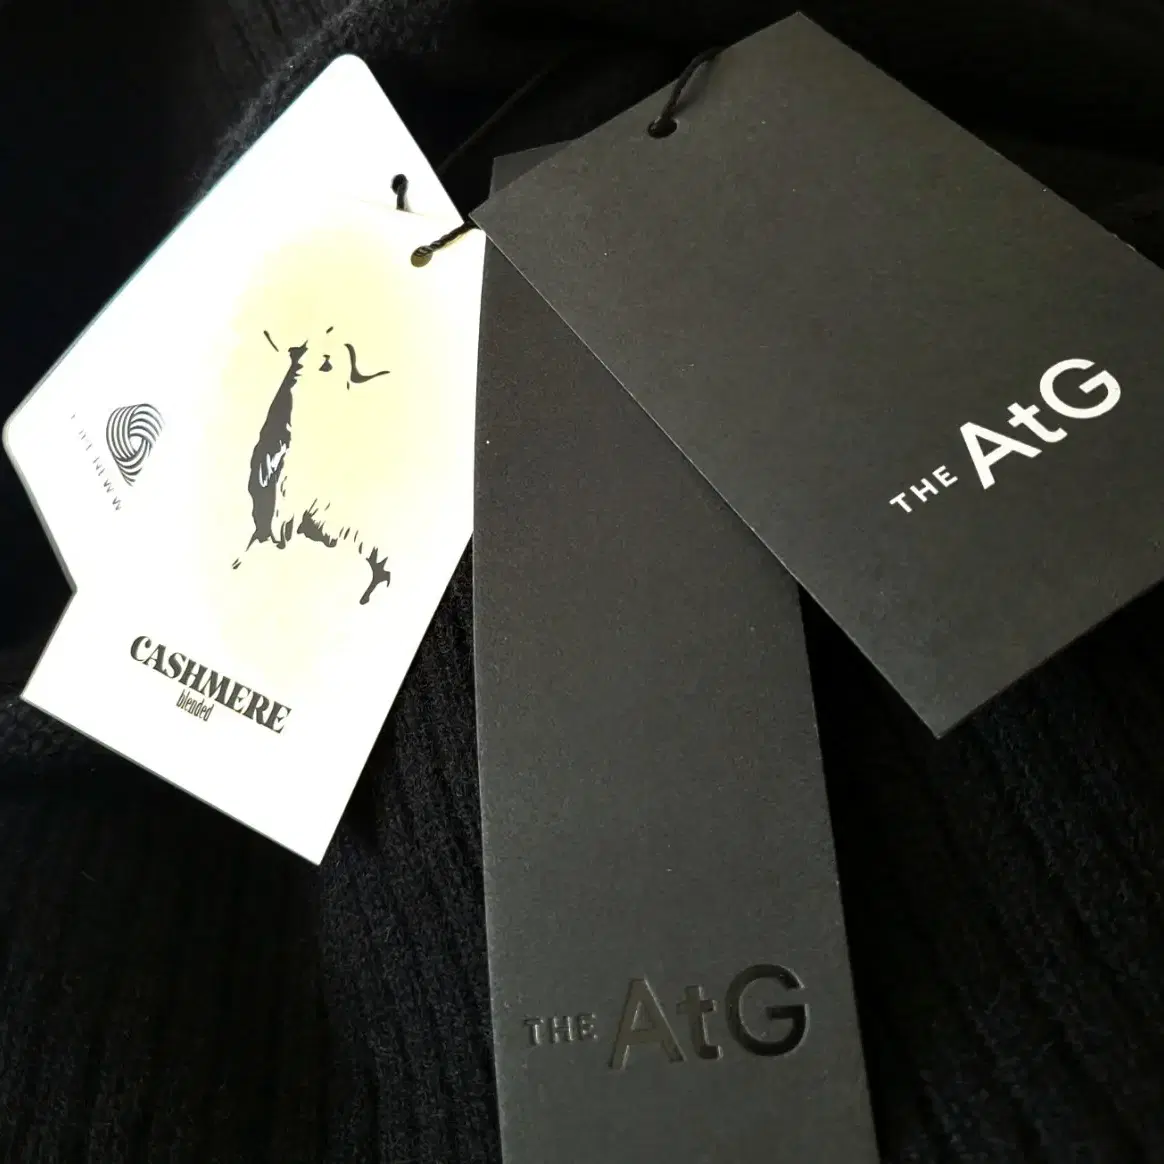 CASHMERE
blended
THE AtG
THE AtG